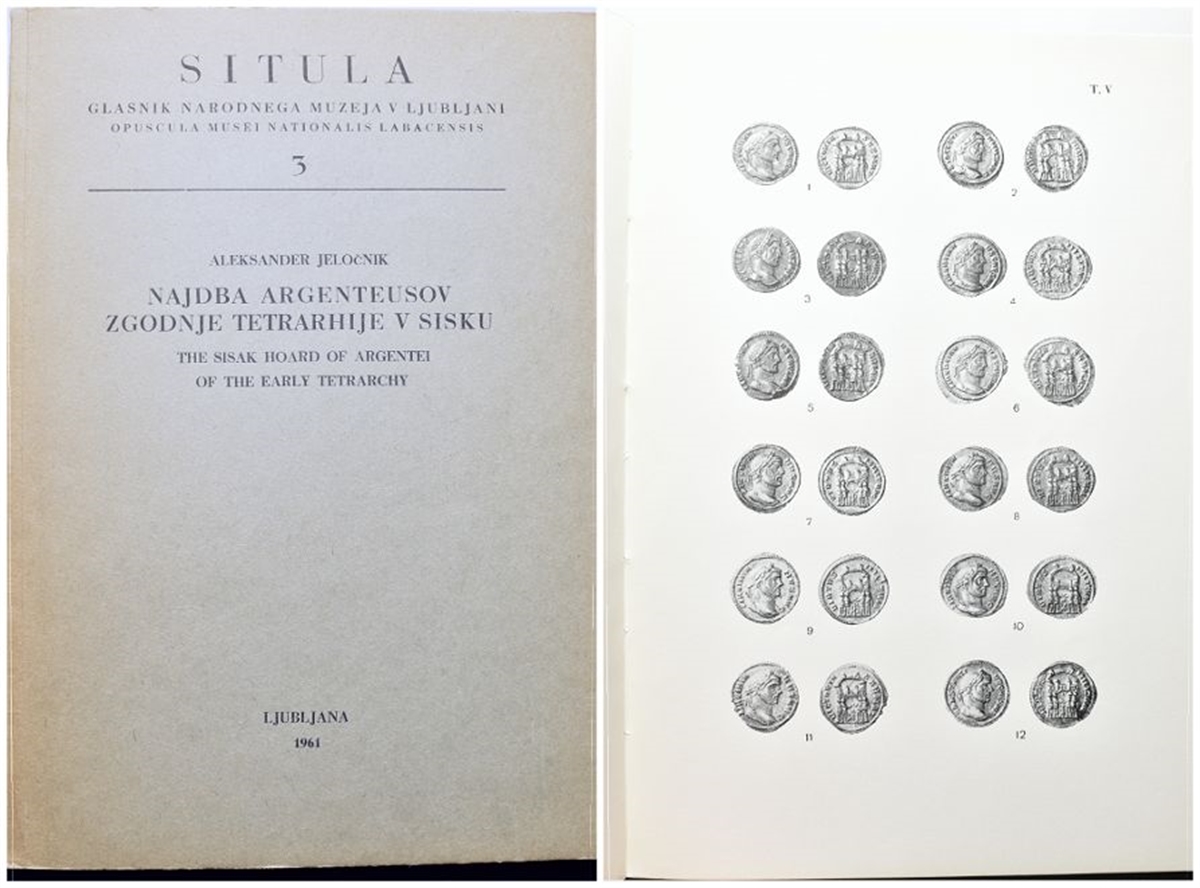 SITULA
GLASNIK NARODNEGA MUZEJA V LJUBLJANI
OPUSCULA MUSEI NATIONALIS LABACENSIS
3
ALEKSANDER JELOČNIK
NAJDBA ARGENTEUSOV
ZGODNJE TETRARHIJE V SISKU
THE SISAK HOARD OF ARGENTEI
OF THE EARLY TETRARCHY
LJUBLJANA
1961
T. V
1
2
3
4
5
6
7
8
9
10
11
12